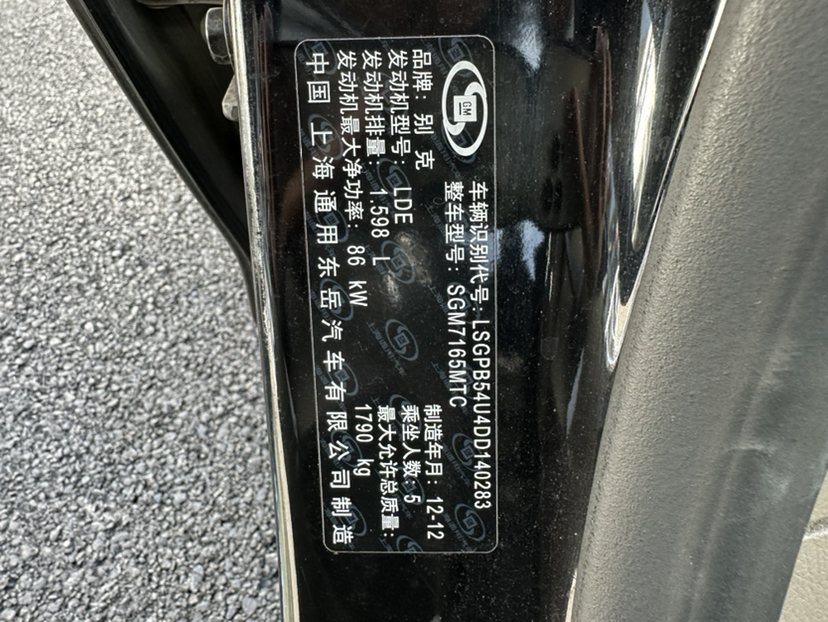 GM
车辆识别代号: LSGPB54U4DD140283
整车型号: SGM7165MTC
品牌: 别 克
制造年月: 12-12
发动机型号: LDE
乘坐人数: 5
发动机排量: 1.598 L
最大允许总质量:
发动机最大净功率: 86 kW
1790 kg
中国 上海通用东岳汽车有限公司制造